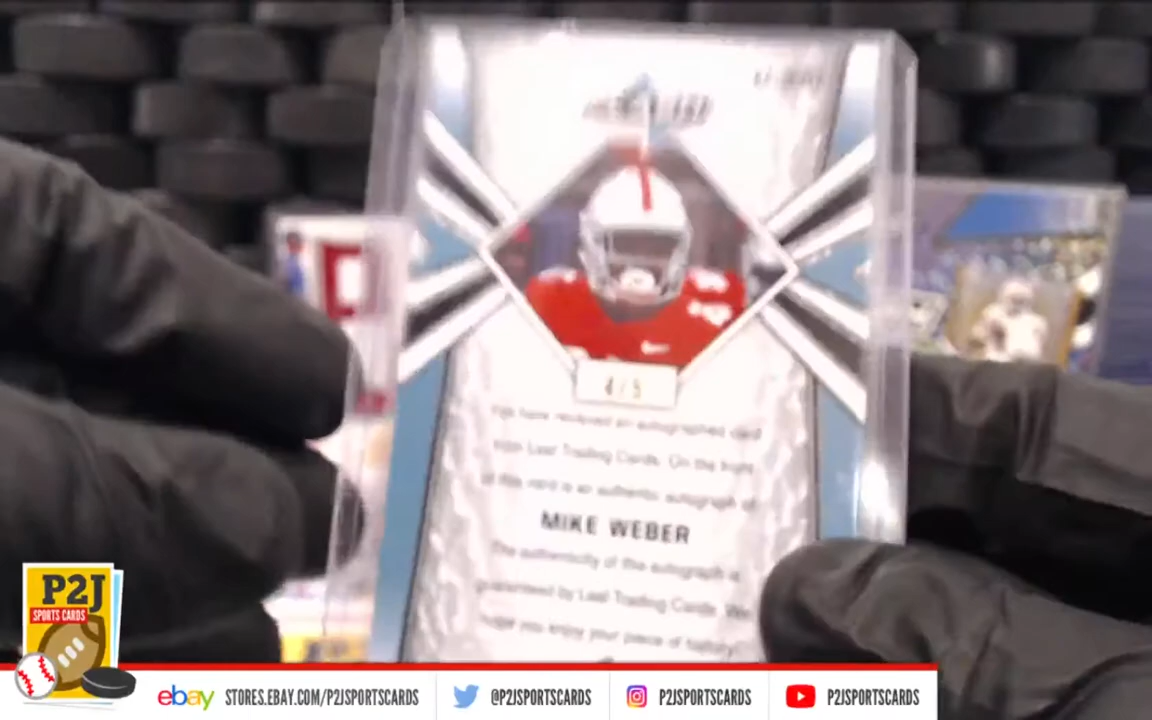 4/5
You have received an autographed card
from Leaf Trading Cards. On the front
of this card is an authentic autograph of
MIKE WEBER
The authenticity of the autograph is
guaranteed by Leaf Trading Cards. We
hope you enjoy your piece of history.
P2J
SPORTS CARDS
ebay STORES.EBAY.COM/P2JSPORTSCARDS @P2JSPORTSCARDS P2JSPORTSCARDS P2JSPORTSCARDS